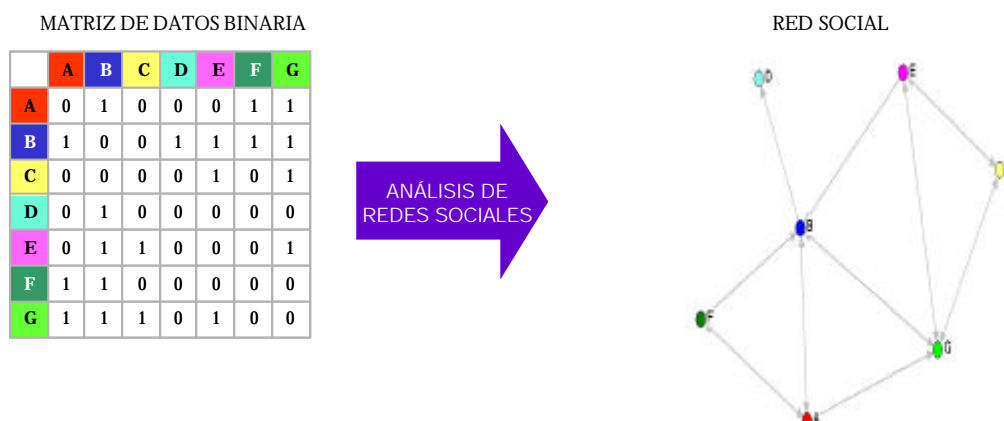 MATRIZ DE DATOS BINARIA
RED SOCIAL
A B C D E F G
A 0 1 0 0 0 1 1
B 1 0 0 1 1 1 1
C 0 0 0 0 1 0 1
D 0 1 0 0 0 0 0
E 0 1 1 0 0 0 1
F 1 1 0 0 0 0 0
G 1 1 1 0 1 0 0
ANÁLISIS DE
REDES SOCIALES
D
E
B
F
G